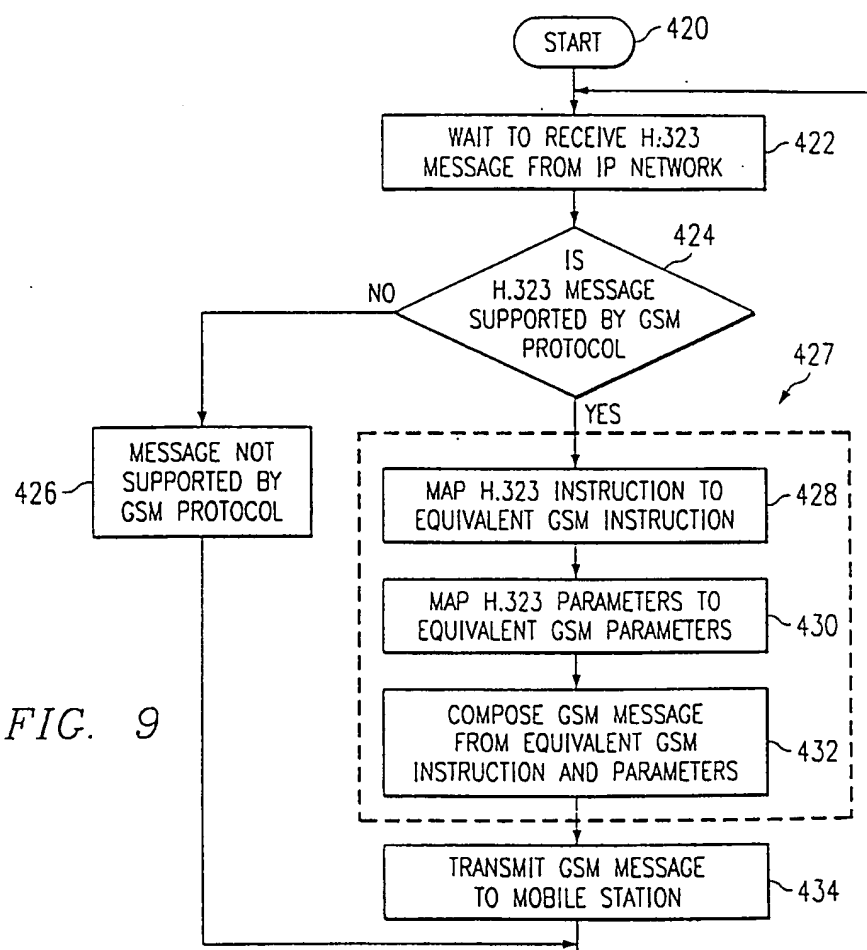 START
420
WAIT TO RECEIVE H.323
MESSAGE FROM IP NETWORK
422
424
IS
H.323 MESSAGE
SUPPORTED BY GSM
PROTOCOL
NO
427
YES
MESSAGE NOT
SUPPORTED BY
GSM PROTOCOL
426
MAP H.323 INSTRUCTION TO
EQUIVALENT GSM INSTRUCTION
428
MAP H.323 PARAMETERS TO
EQUIVALENT GSM PARAMETERS
430
COMPOSE GSM MESSAGE
FROM EQUIVALENT GSM
INSTRUCTION AND PARAMETERS
432
FIG. 9
TRANSMIT GSM MESSAGE
TO MOBILE STATION
434